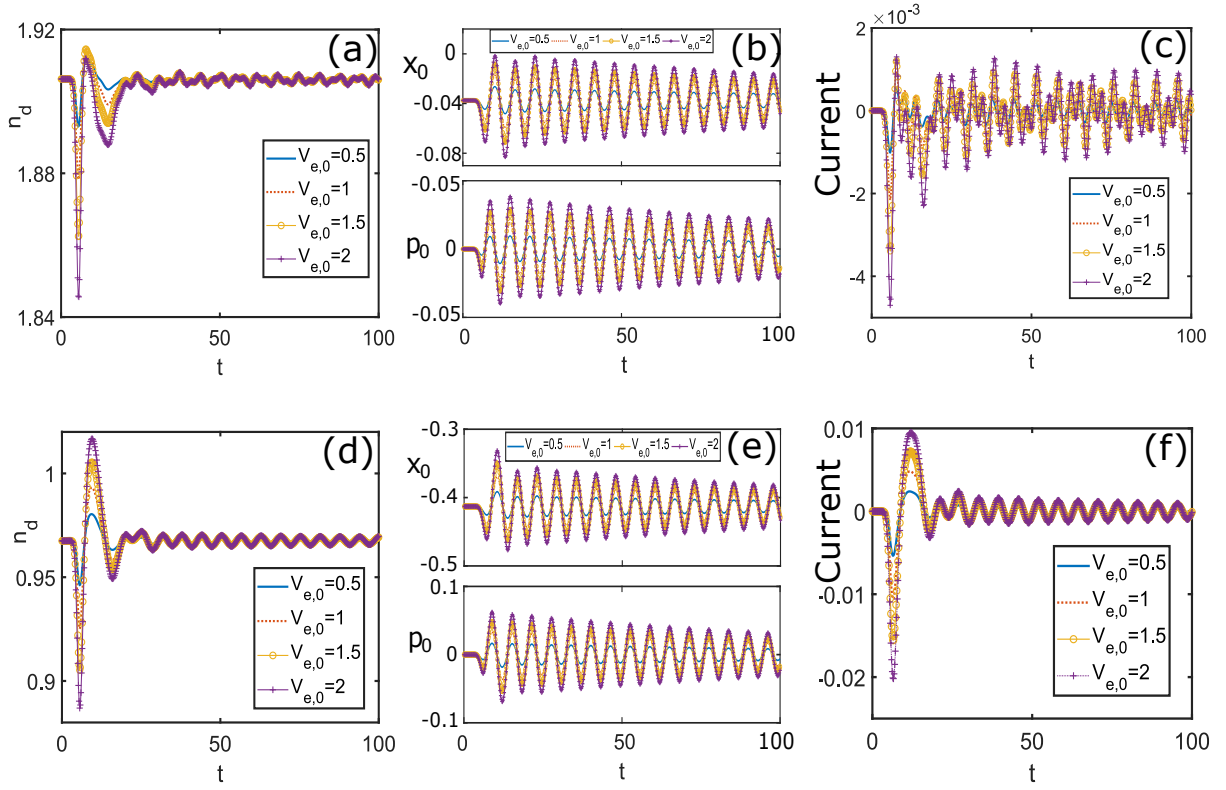 (a)
1.92
1.88
1.84
n_d
V_e,0=0.5
V_e,0=1
V_e,0=1.5
V_e,0=2
0 50 100
t
(b)
V_e,0=0.5 V_e,0=1 V_e,0=1.5 V_e,0=2
x_0
0
-0.04
-0.08
p_0
-0.05
0
-0.05
0 50 100
t
(c)
×10^-3
2
0
-2
-4
Current
V_e,0=0.5
V_e,0=1
V_e,0=1.5
V_e,0=2
0 50 100
t
(d)
1
0.95
0.9
n_d
V_e,0=0.5
V_e,0=1
V_e,0=1.5
V_e,0=2
0 50 100
t
(e)
V_e,0=0.5 V_e,0=1 V_e,0=1.5 V_e,0=2
x_0
-0.3
-0.4
-0.5
p_0
0.1
0
-0.1
0 50 100
t
(f)
0.01
0
-0.01
-0.02
Current
V_e,0=0.5
V_e,0=1
V_e,0=1.5
V_e,0=2
0 50 100
t